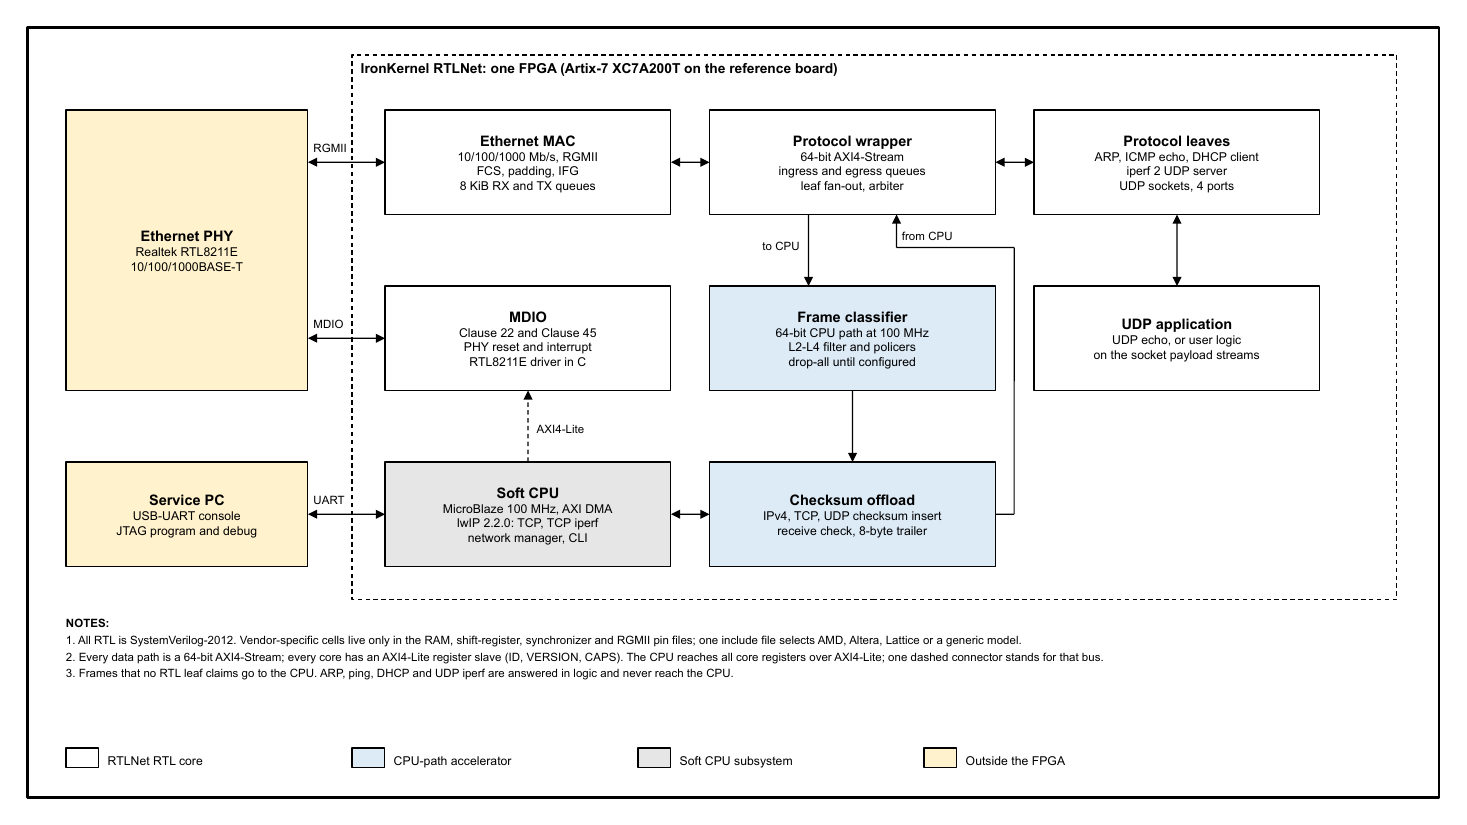 IronKernel RTLNet: one FPGA (Artix-7 XC7A200T on the reference board)
Ethernet PHY
Realtek RTL8211E
10/100/1000BASE-T
RGMII
Ethernet MAC
10/100/1000 Mb/s, RGMII
FCS, padding, IFG
8 KiB RX and TX queues
Protocol wrapper
64-bit AXI4-Stream
ingress and egress queues
leaf fan-out, arbiter
Protocol leaves
ARP, ICMP echo, DHCP client
iperf 2 UDP server
UDP sockets, 4 ports
to CPU
from CPU
MDIO
MDIO
Clause 22 and Clause 45
PHY reset and interrupt
RTL8211E driver in C
Frame classifier
64-bit CPU path at 100 MHz
L2-L4 filter and policers
drop-all until configured
UDP application
UDP echo, or user logic
on the socket payload streams
AXI4-Lite
Service PC
USB-UART console
JTAG program and debug
UART
Soft CPU
MicroBlaze 100 MHz, AXI DMA
lwIP 2.2.0: TCP, TCP iperf
network manager, CLI
Checksum offload
IPv4, TCP, UDP checksum insert
receive check, 8-byte trailer
NOTES:
1. All RTL is SystemVerilog-2012. Vendor-specific cells live only in the RAM, shift-register, synchronizer and RGMII pin files; one include file selects AMD, Altera, Lattice or a generic model.
2. Every data path is a 64-bit AXI4-Stream; every core has an AXI4-Lite register slave (ID, VERSION, CAPS). The CPU reaches all core registers over AXI4-Lite; one dashed connector stands for that bus.
3. Frames that no RTL leaf claims go to the CPU. ARP, ping, DHCP and UDP iperf are answered in logic and never reach the CPU.
RTLNet RTL core
CPU-path accelerator
Soft CPU subsystem
Outside the FPGA